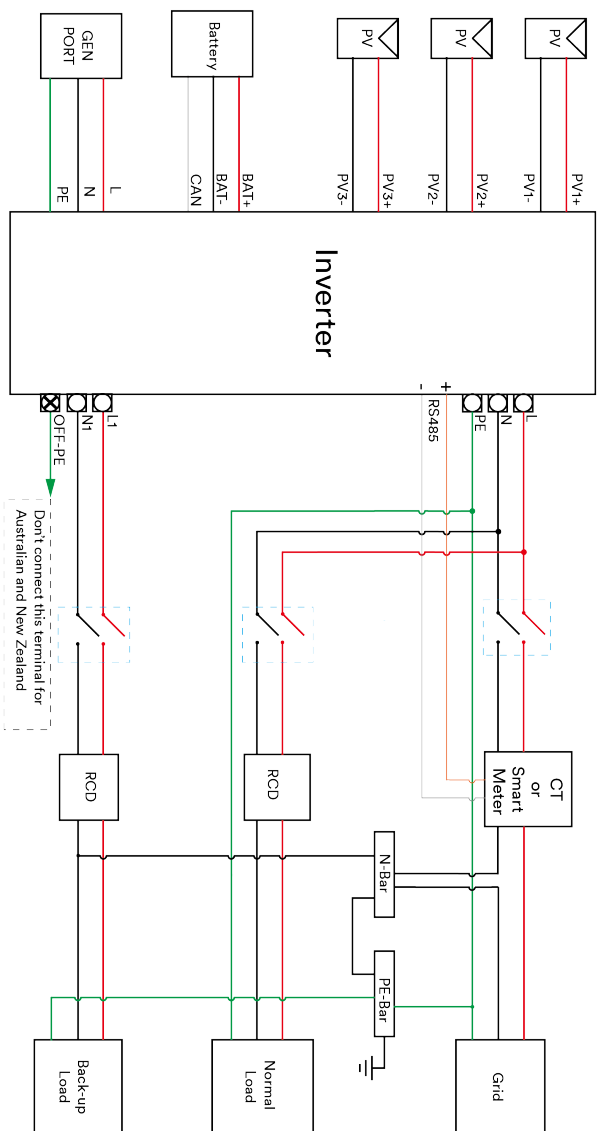 GEN
PORT
Battery
PV
PV
PV
PE
N
L
CAN
BAT-
BAT+
PV3-
PV3+
PV2-
PV2+
PV1-
PV1+
Inverter
-
+
OFF-PE
N1
L1
RS485
PE
N
L
Don't connect this terminal for
Australian and New Zealand
RCD
RCD
CT
or
Smart
Meter
N-Bar
PE-Bar
Back-up
Load
Normal
Load
Grid